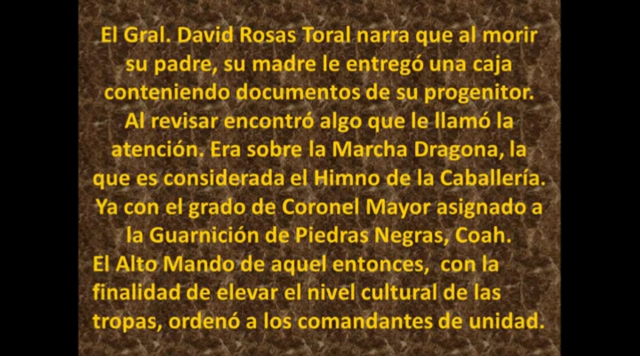 El Gral. David Rosas Toral narra que al morir
su padre, su madre le entregó una caja
conteniendo documentos de su progenitor.
Al revisar encontró algo que le llamó la
atención. Era sobre la Marcha Dragona, la
que es considerada el Himno de la Caballería.
Ya con el grado de Coronel Mayor asignado a
la Guarnición de Piedras Negras, Coah.
El Alto Mando de aquel entonces, con la
finalidad de elevar el nivel cultural de las
tropas, ordenó a los comandantes de unidad.